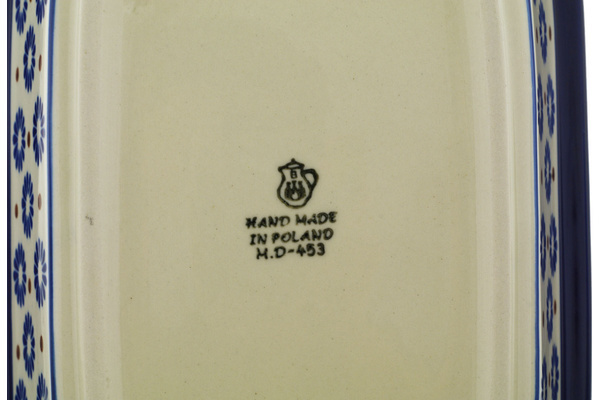 B
HAND MADE
IN POLAND
M.D-453